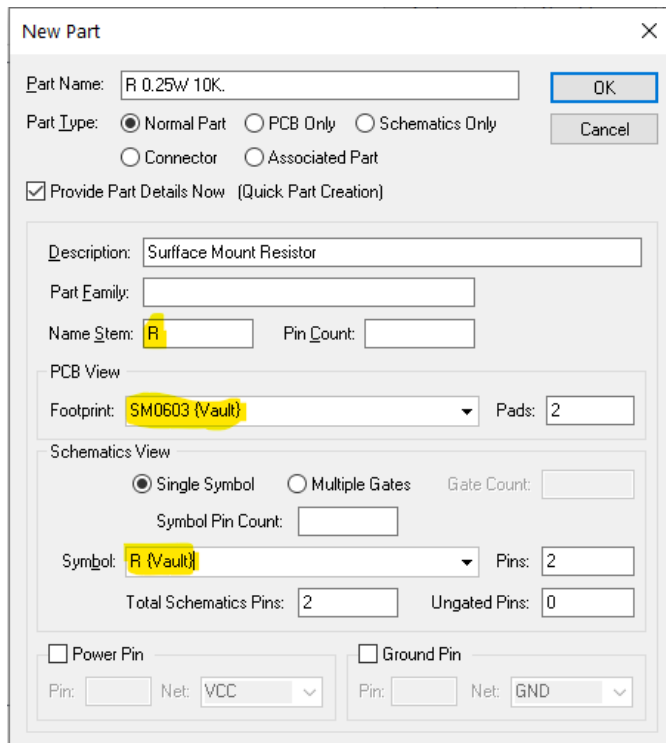 New Part
Part Name: R 0.25W 10K. OK
Part Type: Normal Part PCB Only Schematics Only Cancel
Connector Associated Part
Provide Part Details Now (Quick Part Creation)
Description: Surfface Mount Resistor
Part Family:
Name Stem: R Pin Count:
PCB View
Footprint: SM0603 {Vault} Pads: 2
Schematics View
Single Symbol Multiple Gates Gate Count:
Symbol Pin Count:
Symbol: R {Vault} Pins: 2
Total Schematics Pins: 2 Ungated Pins: 0
Power Pin Ground Pin
Pin: Net: VCC Pin: Net: GND